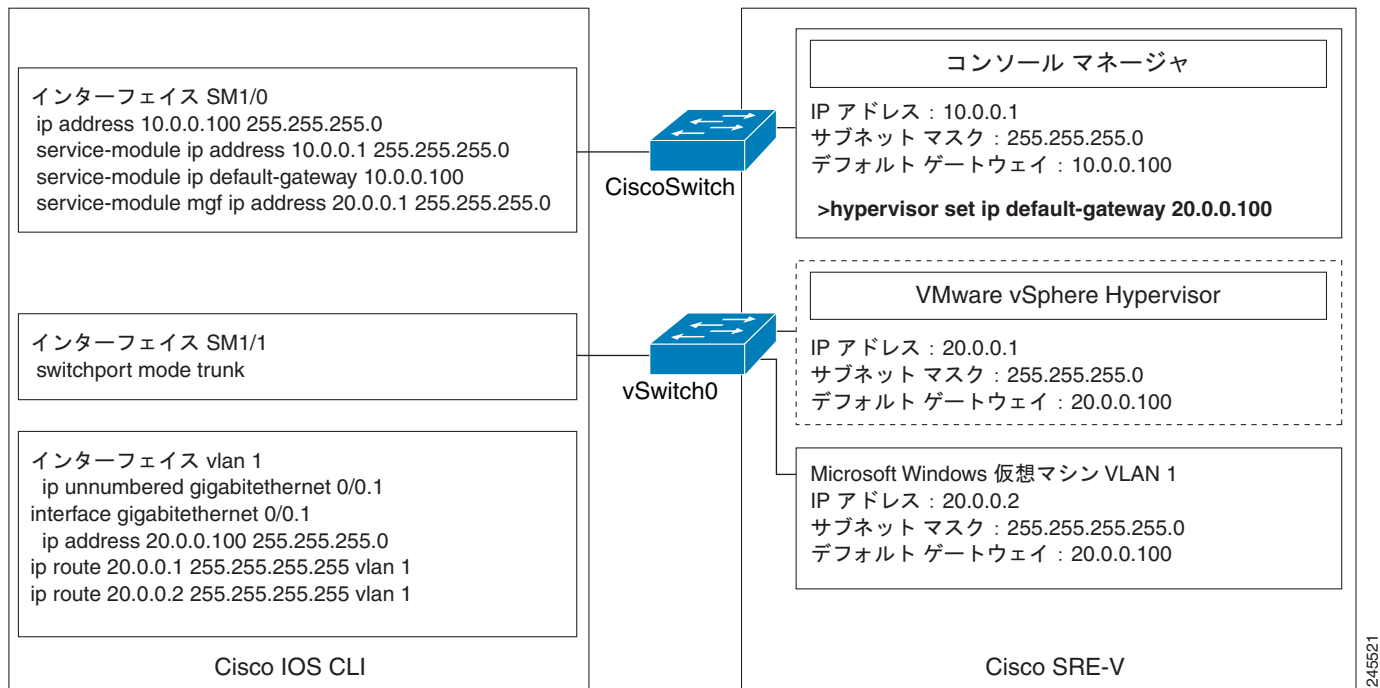 インターフェイス SM1/0
ip address 10.0.0.100 255.255.255.0
service-module ip address 10.0.0.1 255.255.255.0
service-module ip default-gateway 10.0.0.100
service-module mgf ip address 20.0.0.1 255.255.255.0
インターフェイス SM1/1
switchport mode trunk
インターフェイス vlan 1
ip unnumbered gigabitethernet 0/0.1
interface gigabitethernet 0/0.1
ip address 20.0.0.100 255.255.255.0
ip route 20.0.0.1 255.255.255.255 vlan 1
ip route 20.0.0.2 255.255.255.255 vlan 1
Cisco IOS CLI
CiscoSwitch
vSwitch0
コンソール マネージャ
IP アドレス：10.0.0.1
サブネット マスク：255.255.255.0
デフォルト ゲートウェイ：10.0.0.100
>hypervisor set ip default-gateway 20.0.0.100
VMware vSphere Hypervisor
IP アドレス：20.0.0.1
サブネット マスク：255.255.255.0
デフォルト ゲートウェイ：20.0.0.100
Microsoft Windows 仮想マシン VLAN 1
IP アドレス：20.0.0.2
サブネット マスク：255.255.255.255.0
デフォルト ゲートウェイ：20.0.0.100
Cisco SRE-V
245521